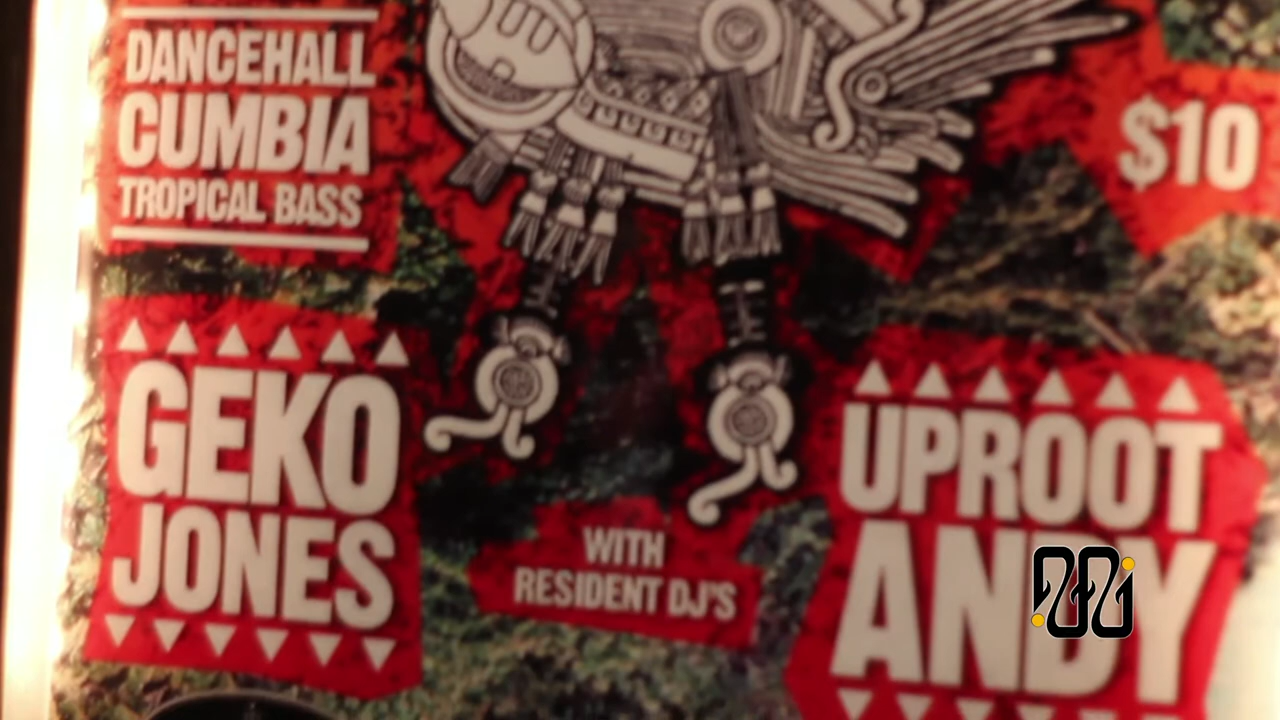 DANCEHALL
CUMBIA
TROPICAL BASS
$10
GEKO
JONES
WITH
RESIDENT DJ'S
UPROOT
ANDY